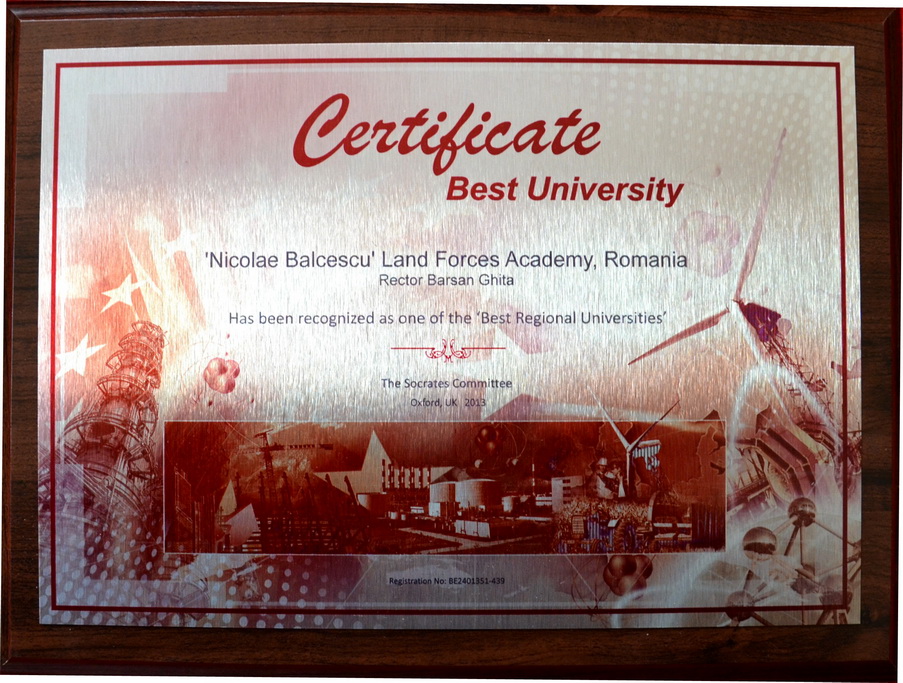 Certificate
Best University
'Nicolae Balcescu' Land Forces Academy, Romania
Rector Barsan Ghita
Has been recognized as one of the 'Best Regional Universities'
The Socrates Committee
Oxford, UK 2013
Registration No: BE2401351-439